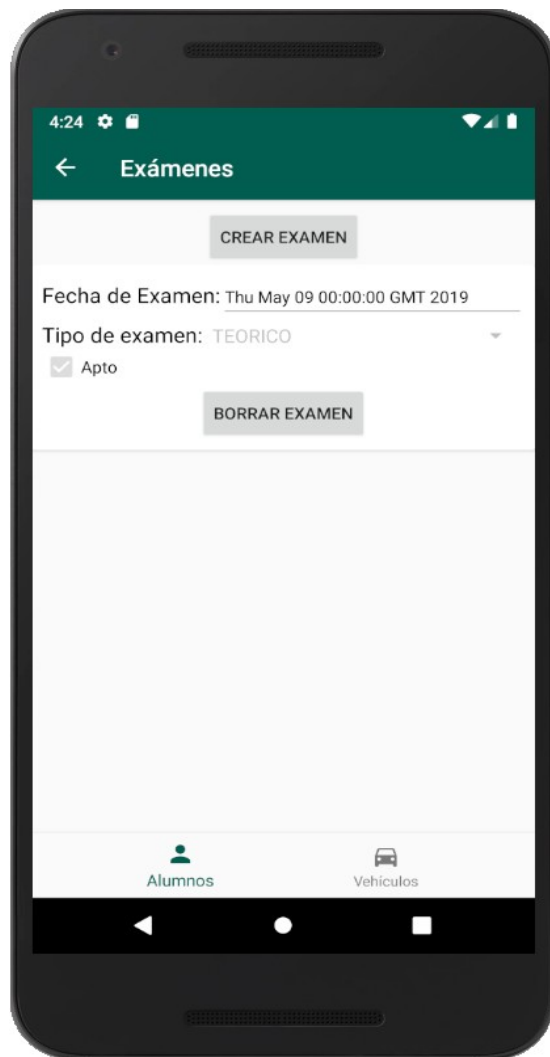 4:24
Exámenes
CREAR EXAMEN
Fecha de Examen: Thu May 09 00:00:00 GMT 2019
Tipo de examen: TEORICO
Apto
BORRAR EXAMEN
Alumnos Vehículos